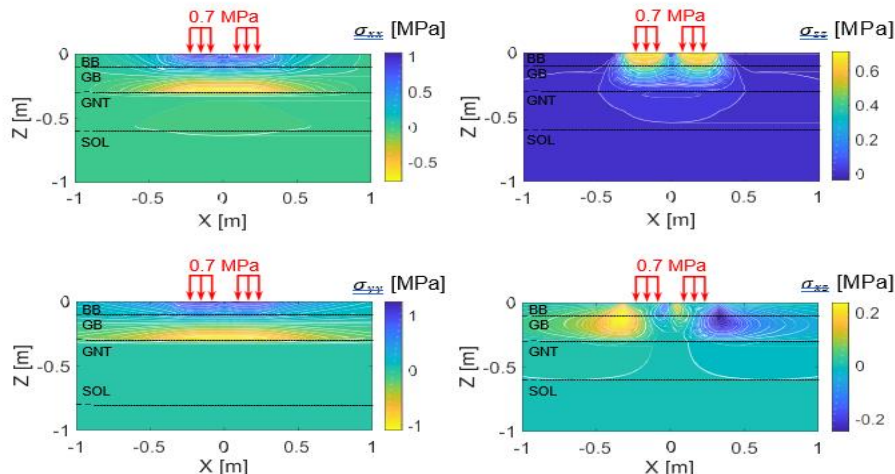 0.7 MPa
σxx [MPa]
0
BB
GB
GNT
-0.5
SOL
-1
-1 -0.5 0 0.5 1
X [m]
Z [m]
1
0.5
0
-0.5
0.7 MPa
σzz [MPa]
0
BB
GB
GNT
-0.5
SOL
-1
-1 -0.5 0 0.5 1
X [m]
Z [m]
0.6
0.4
0.2
0
0.7 MPa
σyy [MPa]
0
BB
GB
GNT
-0.5
SOL
-1
-1 -0.5 0 0.5 1
X [m]
Z [m]
1
0.5
0
-0.5
-1
0.7 MPa
σxz [MPa]
0
BB
GB
GNT
-0.5
SOL
-1
-1 -0.5 0 0.5 1
X [m]
Z [m]
0.2
0
-0.2